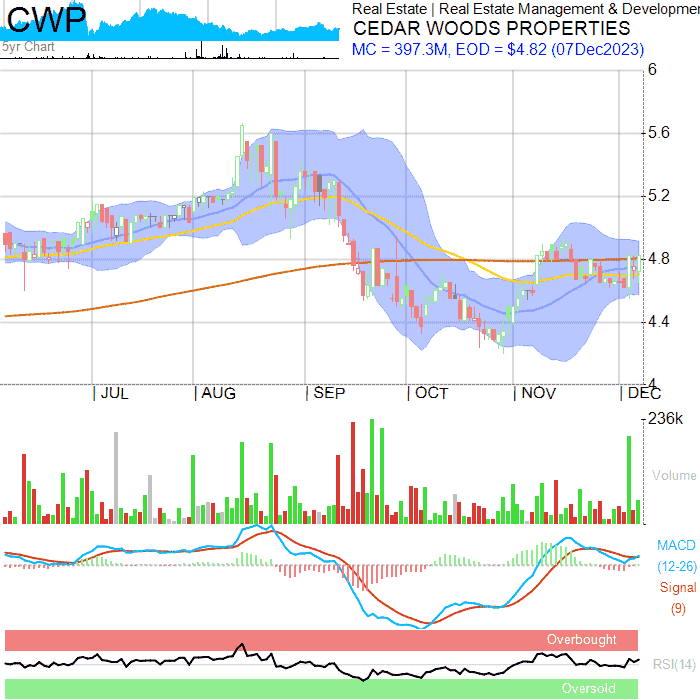 CWP
5yr Chart
Real Estate | Real Estate Management & Developmen
CEDAR WOODS PROPERTIES
MC = 397.3M, EOD = $4.82 (07Dec2023)
6
5.6
5.2
4.8
4.4
4
| JUL | AUG | SEP | OCT | NOV | DEC
236k
Volume
MACD
(12-26)
Signal
(9)
Overbought
RSI(14)
Oversold